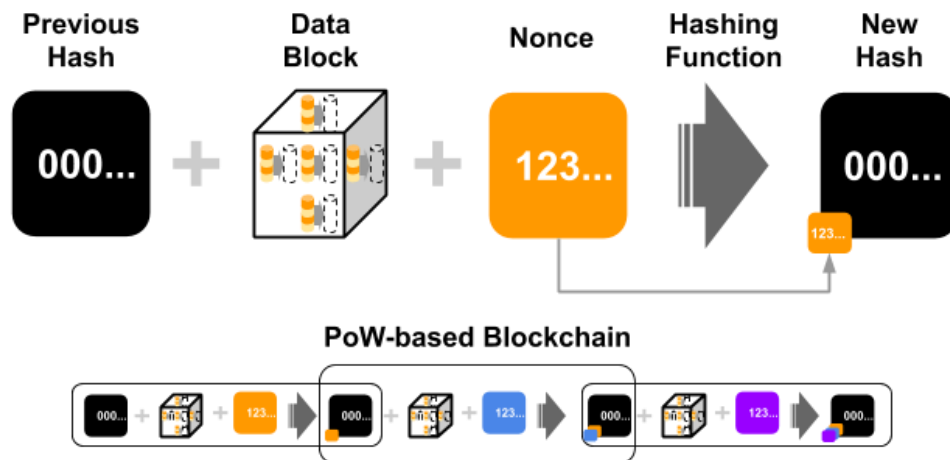 Previous Hash
Data Block
Nonce
Hashing Function
New Hash
000...
123...
000...
123...
PoW-based Blockchain
000...
123...
000...
123...
000...
123...
000...